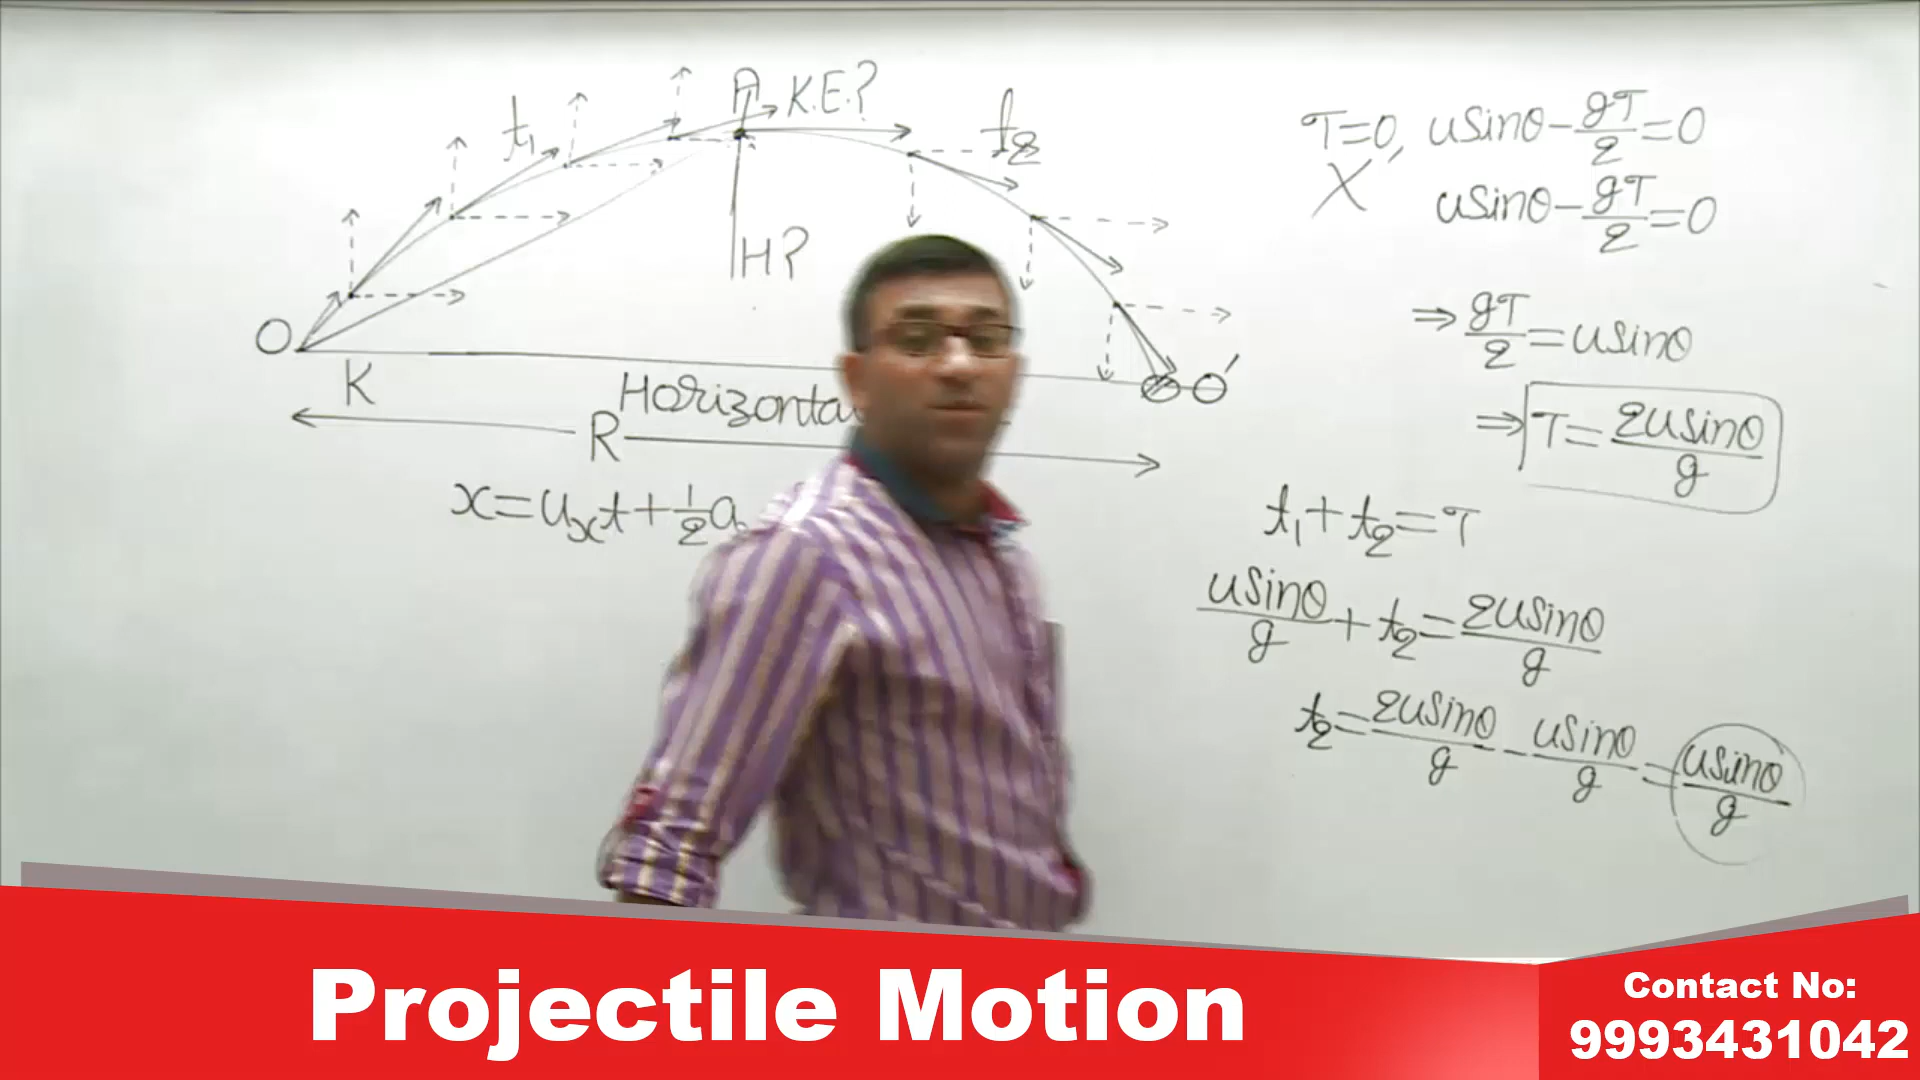 A K.E.?
t₁
t₂
H?
O
O′
K
Horizonta
R
x=uₓt+½a
T=0, usinθ-gT/2=0
X
usinθ-gT/2=0
⇒ gT/2=usinθ
⇒ T=2usinθ/g
t₁+t₂=T
usinθ/g+t₂=2usinθ/g
t₂=2usinθ/g-usinθ/g=usinθ/g
Projectile Motion
Contact No:
9993431042